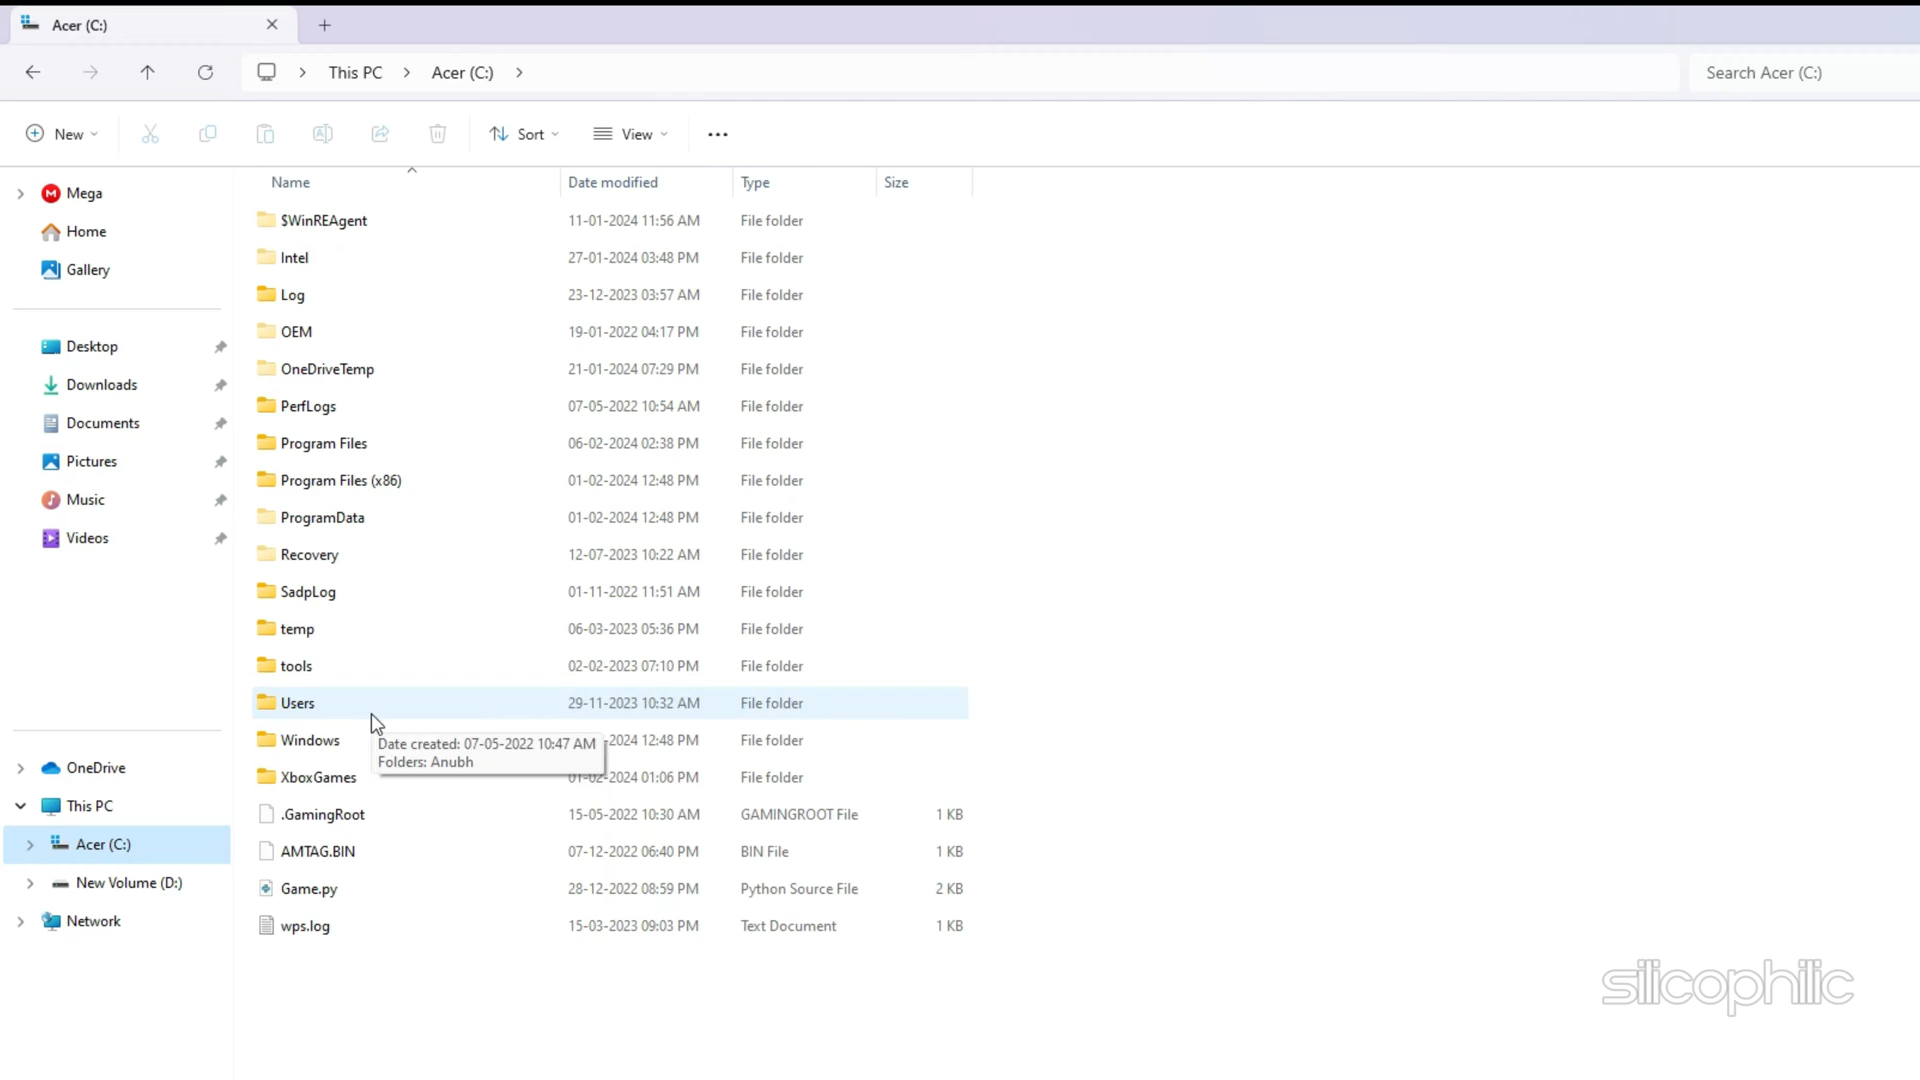 Acer (C:)
This PC
Acer (C:)
Search Acer (C:)
New
Sort
View
Name
Date modified
Type
Size
Mega
Home
Gallery
Desktop
Downloads
Documents
Pictures
Music
Videos
OneDrive
This PC
Acer (C:)
New Volume (D:)
Network
$WinREAgent 11-01-2024 11:56 AM File folder
Intel 27-01-2024 03:48 PM File folder
Log 23-12-2023 03:57 AM File folder
OEM 19-01-2022 04:17 PM File folder
OneDriveTemp 21-01-2024 07:29 PM File folder
PerfLogs 07-05-2022 10:54 AM File folder
Program Files 06-02-2024 02:38 PM File folder
Program Files (x86) 01-02-2024 12:48 PM File folder
ProgramData 01-02-2024 12:48 PM File folder
Recovery 12-07-2023 10:22 AM File folder
SadpLog 01-11-2022 11:51 AM File folder
temp 06-03-2023 05:36 PM File folder
tools 02-02-2023 07:10 PM File folder
Users 29-11-2023 10:32 AM File folder
Windows -2024 12:48 PM File folder
Date created: 07-05-2022 10:47 AM
Folders: Anubh
XboxGames 01-02-2024 01:06 PM File folder
.GamingRoot 15-05-2022 10:30 AM GAMINGROOT File 1 KB
AMTAG.BIN 07-12-2022 06:40 PM BIN File 1 KB
Game.py 28-12-2022 08:59 PM Python Source File 2 KB
wps.log 15-03-2023 09:03 PM Text Document 1 KB
silicophilic